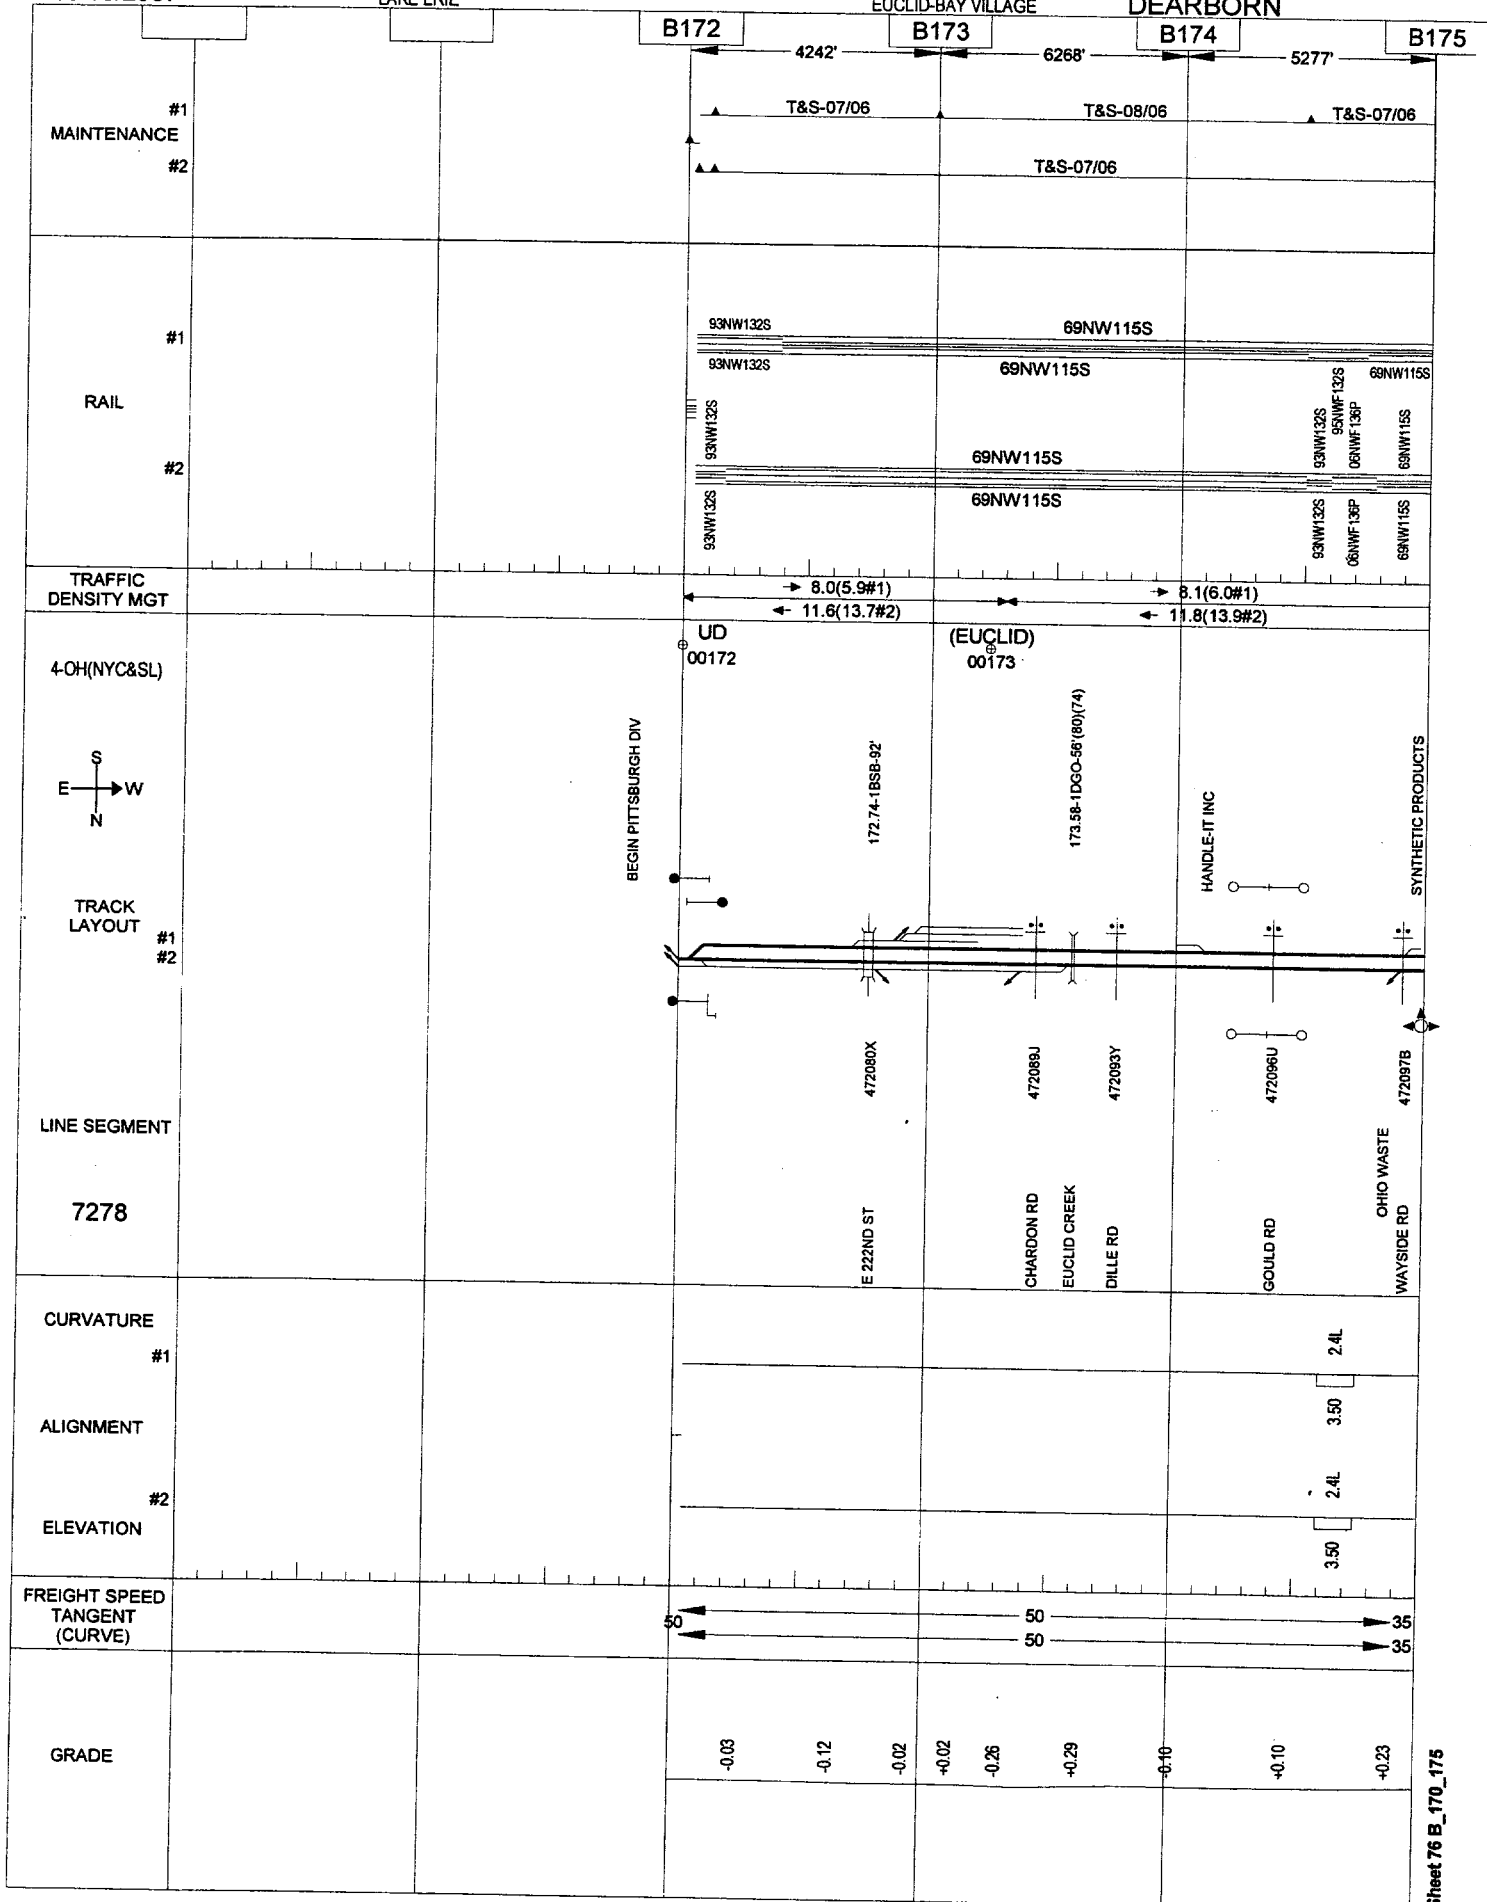 LAKE ERIE
EUCLID-BAY VILLAGE
DEARBORN
B172
B173
B174
B175
4242'
6268'
5277'
MAINTENANCE
#1
T&S-07/06
T&S-08/06
T&S-07/06
#2
T&S-07/06
RAIL
#1
93NW132S
69NW115S
93NW132S
69NW115S
69NW115S
95NWF132S
93NW132S
93NW132S
06NWF136P
69NW115S
#2
69NW115S
69NW115S
93NW132S
93NW132S
06NWF136P
69NW115S
TRAFFIC
DENSITY MGT
8.0(5.9#1)
8.1(6.0#1)
11.6(13.7#2)
11.8(13.9#2)
4-OH(NYC&SL)
UD
00172
(EUCLID)
00173
S
E W
N
BEGIN PITTSBURGH DIV
172.74-1BSB-92'
173.58-1DGO-56'(80)(74)
HANDLE-IT INC
SYNTHETIC PRODUCTS
TRACK
LAYOUT
#1
#2
472080X
472089J
472093Y
472096U
472097B
LINE SEGMENT
7278
E 222ND ST
CHARDON RD
EUCLID CREEK
DILLE RD
GOULD RD
OHIO WASTE
WAYSIDE RD
CURVATURE
#1
2.4L
3.50
ALIGNMENT
#2
2.4L
3.50
ELEVATION
FREIGHT SPEED
TANGENT
(CURVE)
50
50
35
50
35
GRADE
-0.03
-0.12
-0.02
+0.02
-0.26
+0.29
-0.10
+0.10
+0.23
Sheet 76 B_170_175